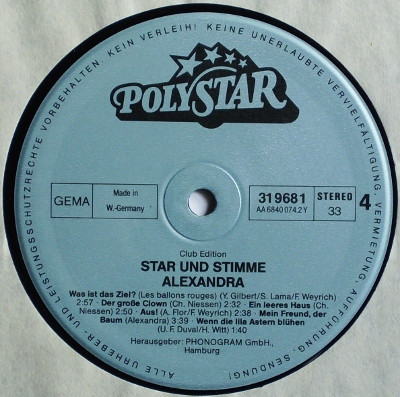 ALLE URHEBER- UND LEISTUNGSSCHUTZRECHTE VORBEHALTEN. KEIN VERLEIH! KEINE UNERLAUBTE VERVIELFÄLTIGUNG, VERMIETUNG, AUFFÜHRUNG, SENDUNG!
POLYSTAR
GEMA
Made in
W.-Germany
319681
AA 6840 074.2 Y
STEREO
33
4
Club Edition
STAR UND STIMME
ALEXANDRA
Was ist das Ziel? (Les ballons rouges) (Y. Gilbert/S. Lama/F. Weyrich)
2:57 · Der große Clown (Ch. Niessen) 2:32 · Ein leeres Haus (Ch.
Niessen) 2:50 · Aus! (A. Flor/F. Weyrich) 2:38 · Mein Freund, der
Baum (Alexandra) 3:39 · Wenn die lila Astern blühen
(U. F. Duval/H. Witt) 1:40
Herausgeber: PHONOGRAM GmbH.,
Hamburg